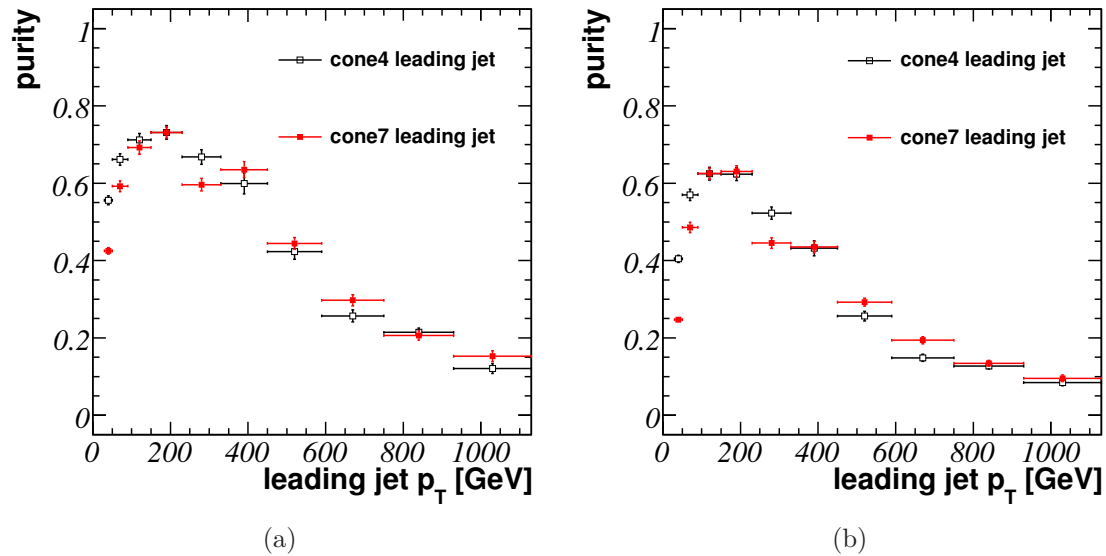 purity
1
0.8
0.6
0.4
0.2
0
cone4 leading jet
cone7 leading jet
0 200 400 600 800 1000
leading jet p_T [GeV]
(a)
purity
1
0.8
0.6
0.4
0.2
0
cone4 leading jet
cone7 leading jet
0 200 400 600 800 1000
leading jet p_T [GeV]
(b)